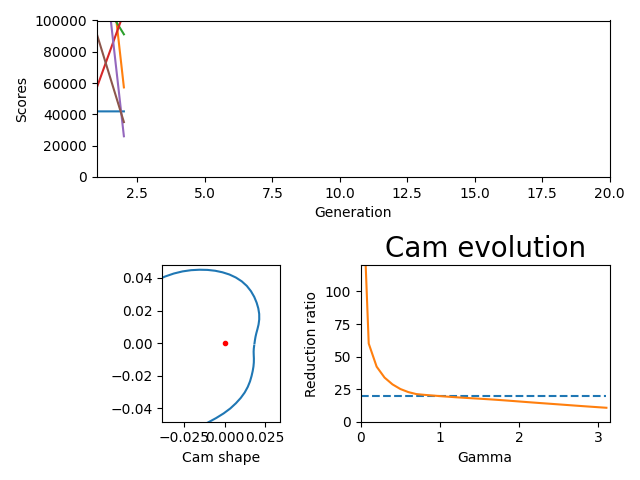 100000
80000
60000
40000
20000
0
Scores
2.5 5.0 7.5 10.0 12.5 15.0 17.5 20.0
Generation
Cam evolution
0.04
0.02
0.00
−0.02
−0.04
−0.025 0.000 0.025
Cam shape
100
75
50
25
0
Reduction ratio
0 1 2 3
Gamma